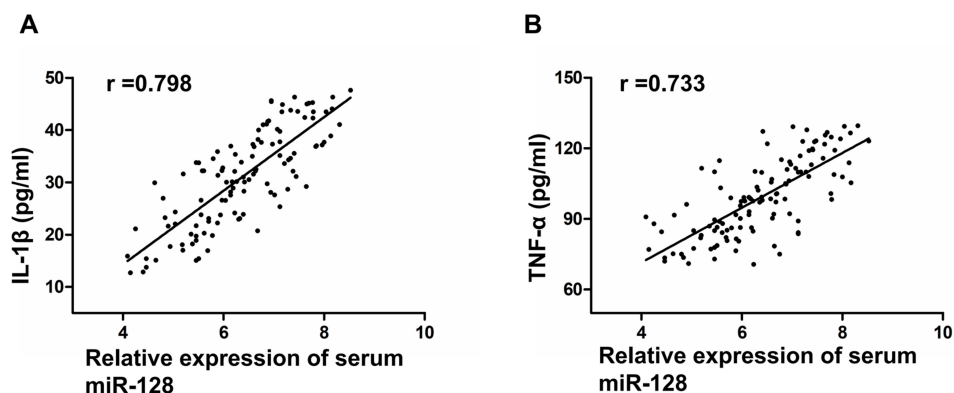 A
r =0.798
IL-1β (pg/ml)
50
40
30
20
10
4 6 8 10
Relative expression of serum
miR-128
B
r =0.733
TNF-α (pg/ml)
150
120
90
60
4 6 8 10
Relative expression of serum
miR-128